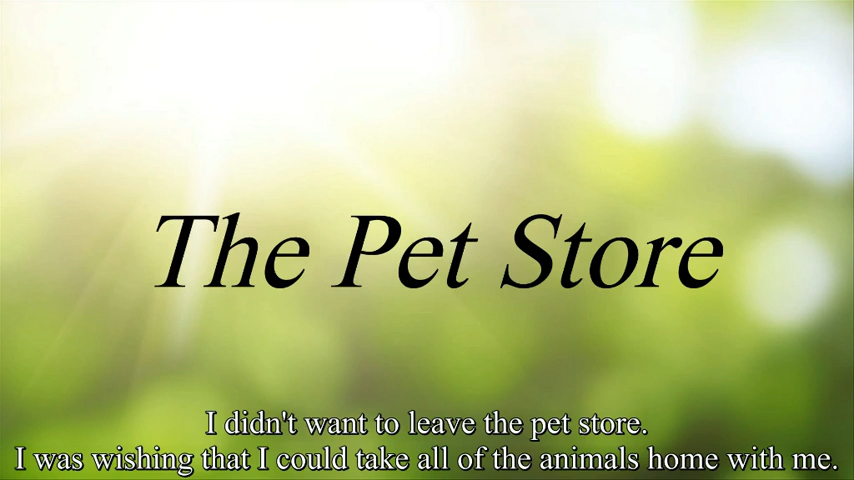 The Pet Store
I didn't want to leave the pet store.
I was wishing that I could take all of the animals home with me.